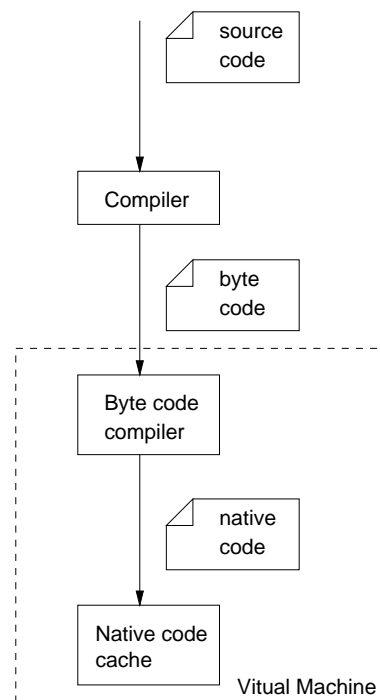 source
code
Compiler
byte
code
Byte code
compiler
native
code
Native code
cache
Vitual Machine